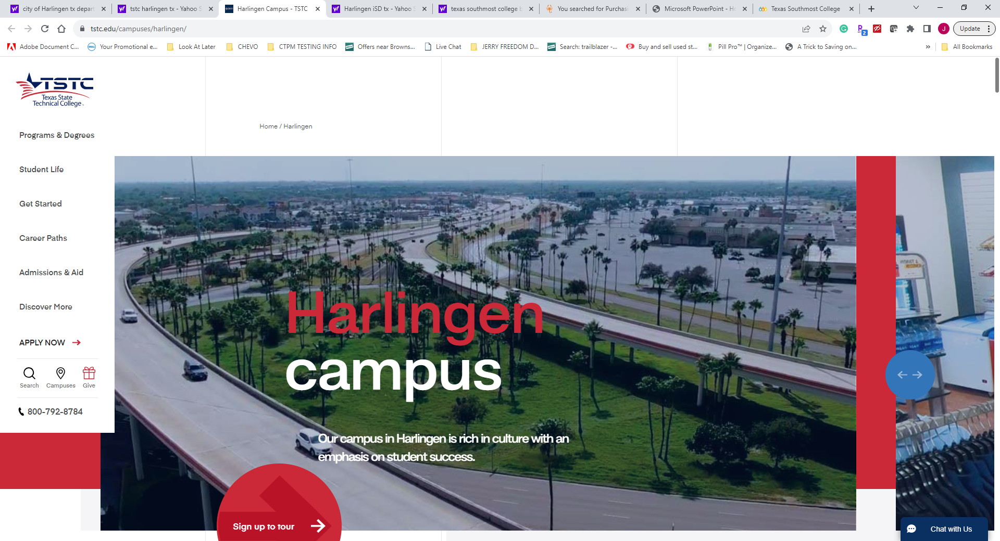 city of Harlingen tx depart
tstc harlingen tx - Yahoo S
Harlingen Campus - TSTC
Harlingen iSD tx - Yahoo S
texas southmost college b
You searched for Purchasi
Microsoft PowerPoint - Ho
Texas Southmost College
tstc.edu/campuses/harlingen/
2
J
Update
Adobe Document C...
Your Promotional e...
Look At Later
CHEVO
CTPM TESTING INFO
Offers near Browns...
Live Chat
JERRY FREEDOM D...
Search: trailblazer -...
Buy and sell used st...
Pill Pro™ | Organize...
A Trick to Saving on...
»
All Bookmarks
TSTC
Texas State
Technical College
Home / Harlingen
Programs & Degrees
Student Life
Get Started
Career Paths
Admissions & Aid
Discover More
APPLY NOW
Search
Campuses
Give
800-792-8784
Harlingen
campus
Our campus in Harlingen is rich in culture with an
emphasis on student success.
Sign up to tour
Chat with Us